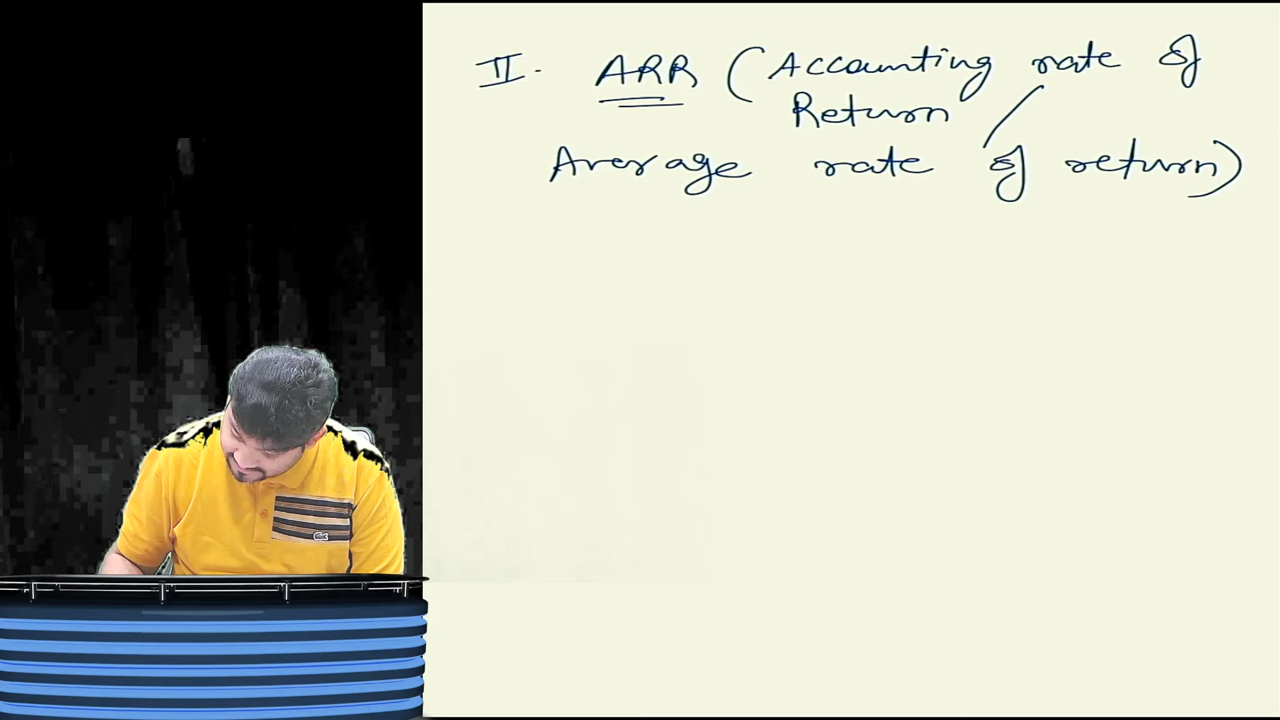 II. ARR (Accounting rate of
Return /
Average rate of return)